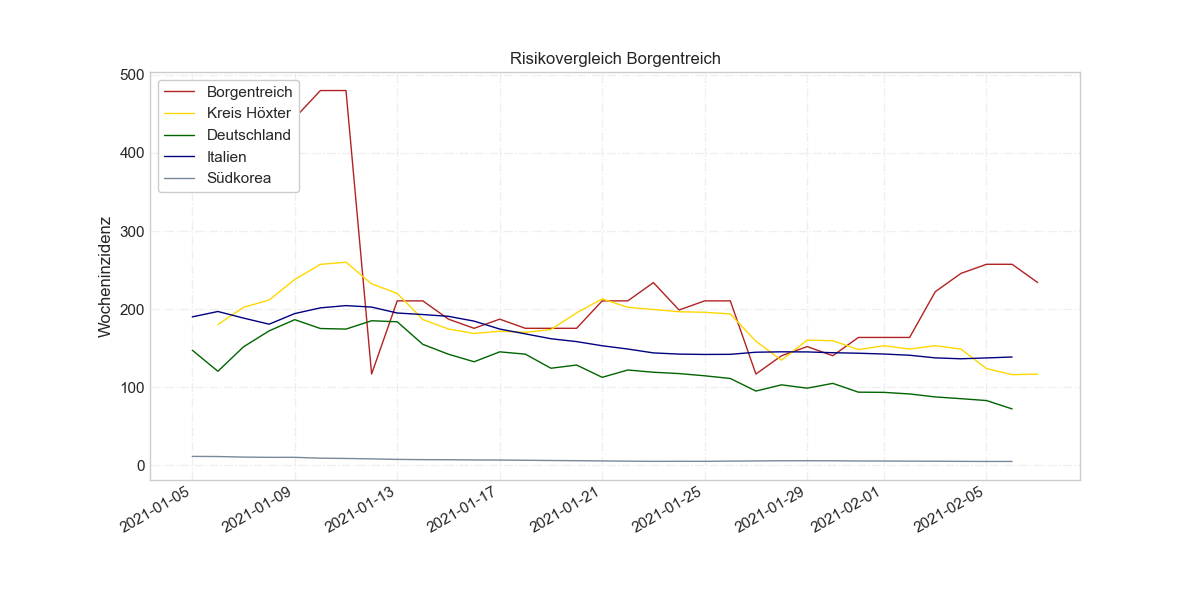 Risikovergleich Borgentreich
Wocheninzidenz
500
400
300
200
100
0
Borgentreich
Kreis Höxter
Deutschland
Italien
Südkorea
2021-01-05
2021-01-09
2021-01-13
2021-01-17
2021-01-21
2021-01-25
2021-01-29
2021-02-01
2021-02-05